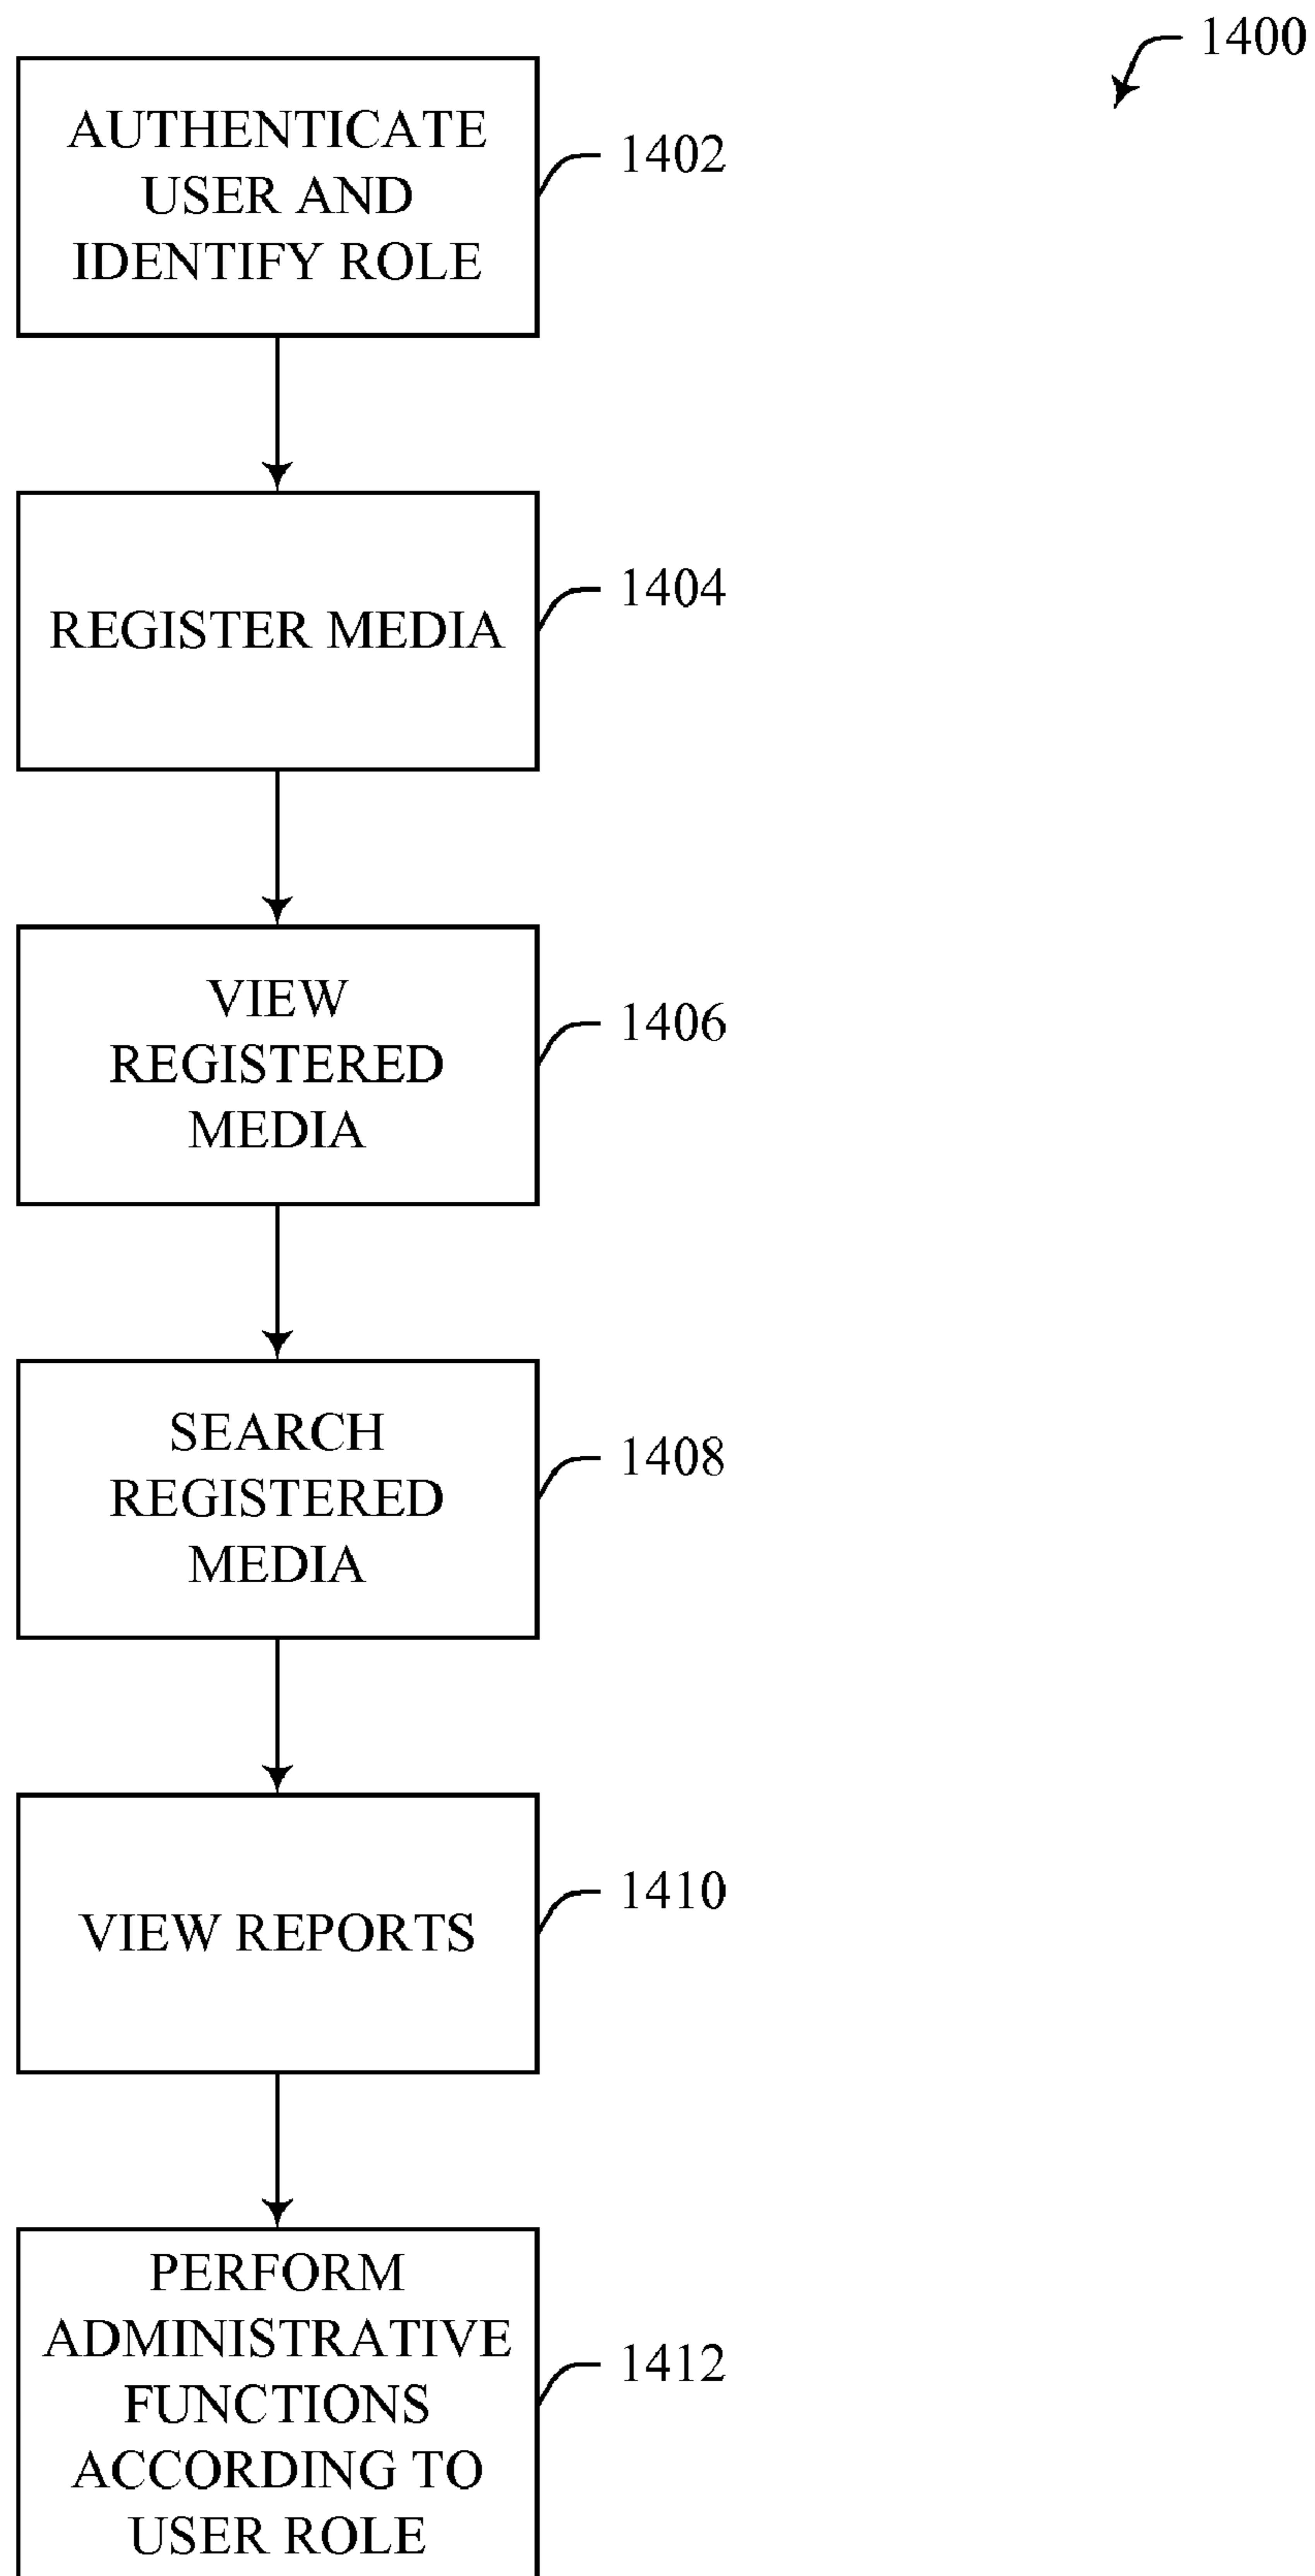 1400
AUTHENTICATE
USER AND
IDENTIFY ROLE
1402
REGISTER MEDIA
1404
VIEW
REGISTERED
MEDIA
1406
SEARCH
REGISTERED
MEDIA
1408
VIEW REPORTS
1410
PERFORM
ADMINISTRATIVE
FUNCTIONS
ACCORDING TO
USER ROLE
1412